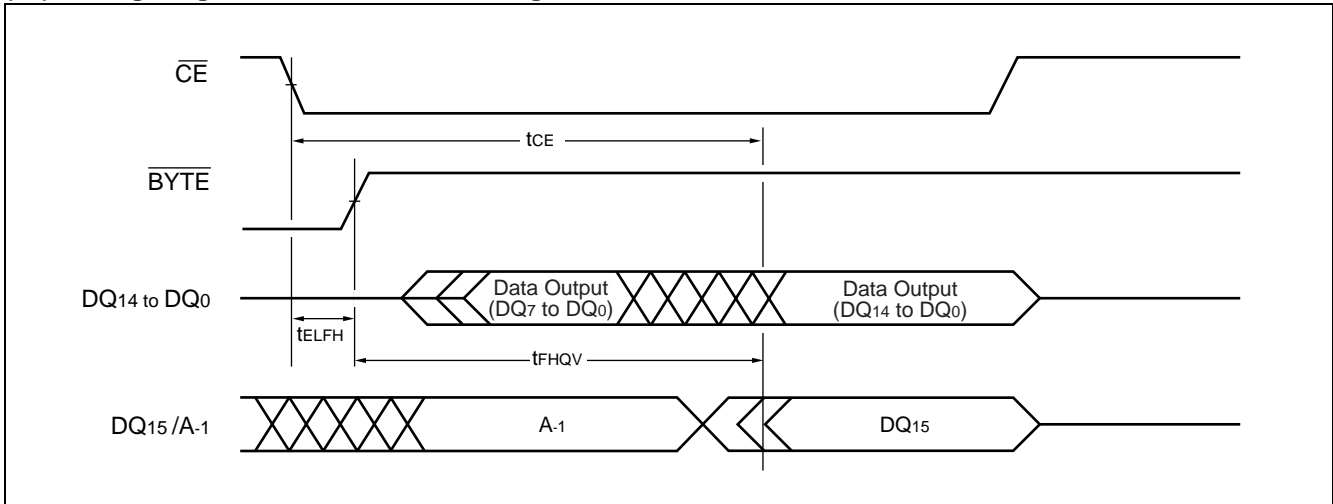 CE
tCE
BYTE
DQ14 to DQ0
Data Output
(DQ7 to DQ0)
Data Output
(DQ14 to DQ0)
tELFH
tFHQV
DQ15 /A-1
A-1
DQ15